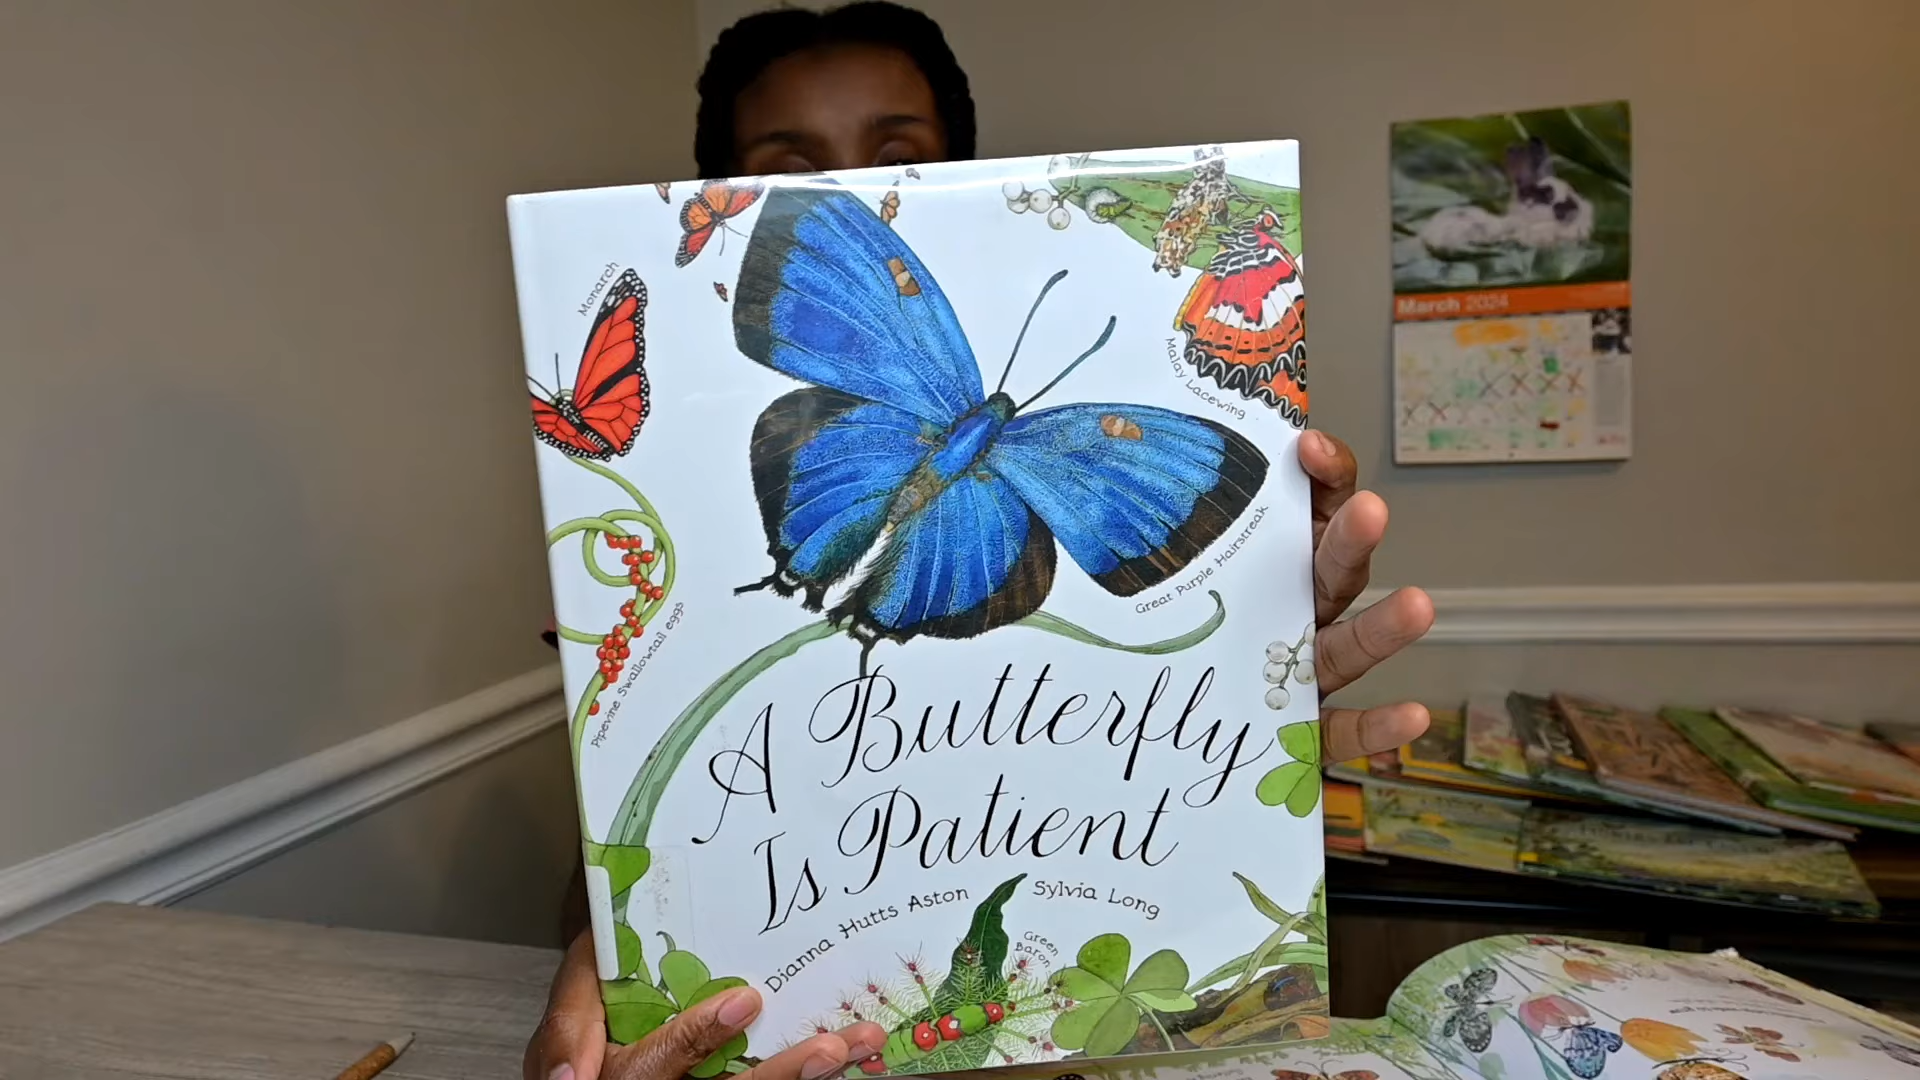 Monarch
Malay Lacewing
Great Purple Hairstreak
Pipevine Swallowtail eggs
A Butterfly
Is Patient
Dianna Hutts Aston
Sylvia Long
Green
Baron
March 2024